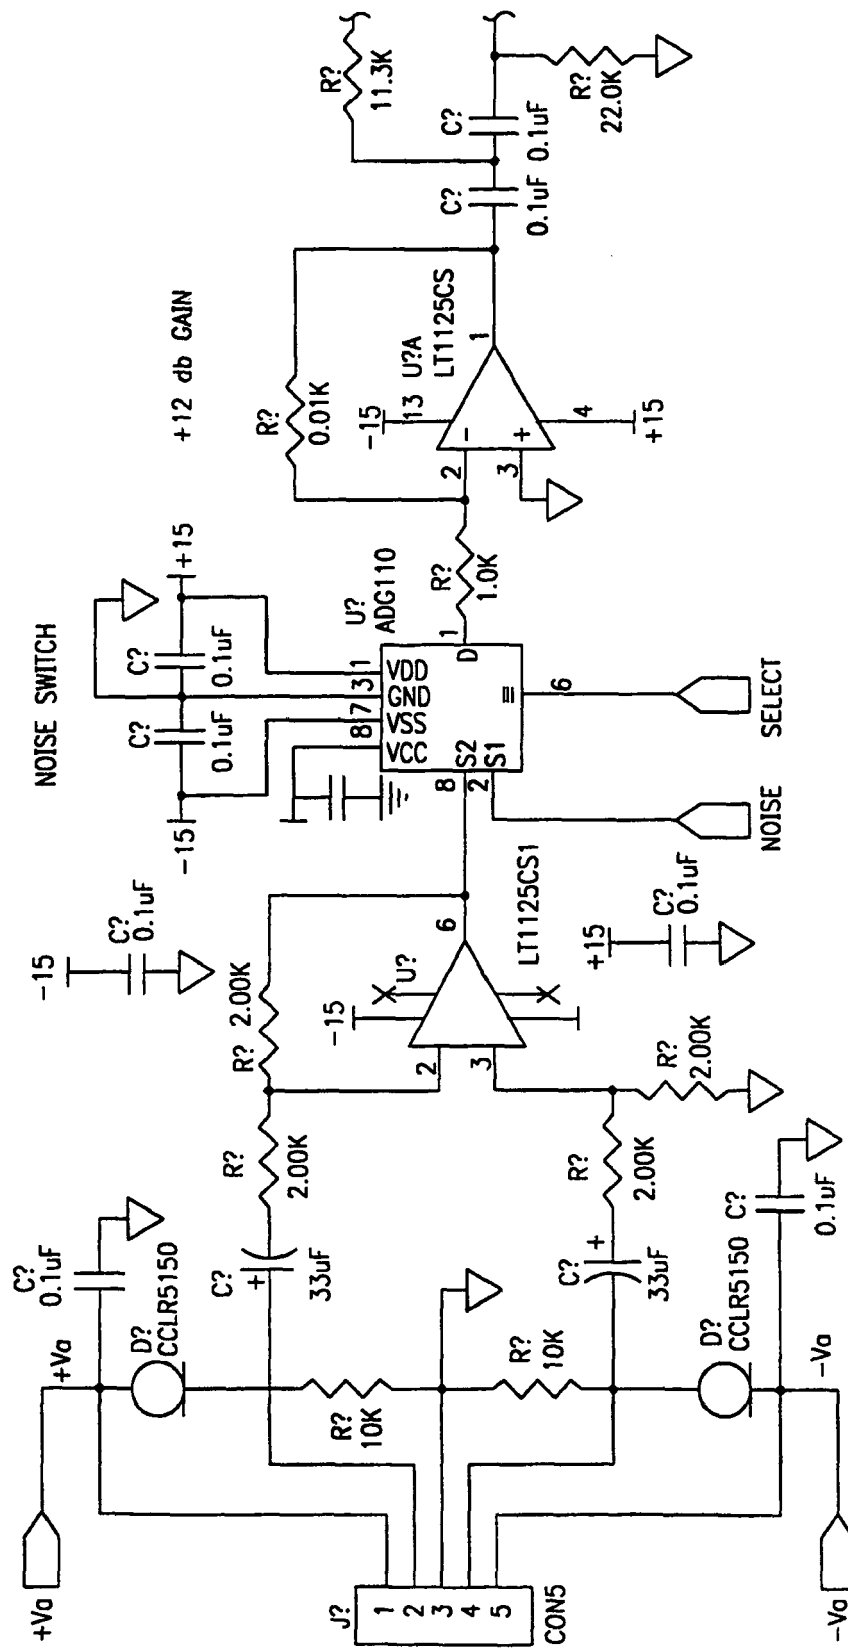 +Va
+Va
C?
0.1uF
D?
CCLR5150
J?
1
2
3
4
5
CON5
R?
10K
R?
10K
C?
+
33uF
C?
+
33uF
D?
CCLR5150
-Va
-Va
C?
0.1uF
R?
2.00K
R?
2.00K
R?
2.00K
R?
2.00K
-15
C?
0.1uF
-15
U?
2
3
6
LT1125CS1
+15
C?
0.1uF
NOISE SWITCH
-15
C?
0.1uF
C?
0.1uF
+15
U?
ADG110
8
7
3
1
VCC
VSS
GND
VDD
8
S2
2
S1
D
1
6
NOISE
SELECT
R?
1.0K
+12 db GAIN
R?
0.01K
-15
13
U?A
LT1125CS
2
-
3
+
1
4
+15
C?
0.1uF
C?
0.1uF
R?
11.3K
R?
22.0K